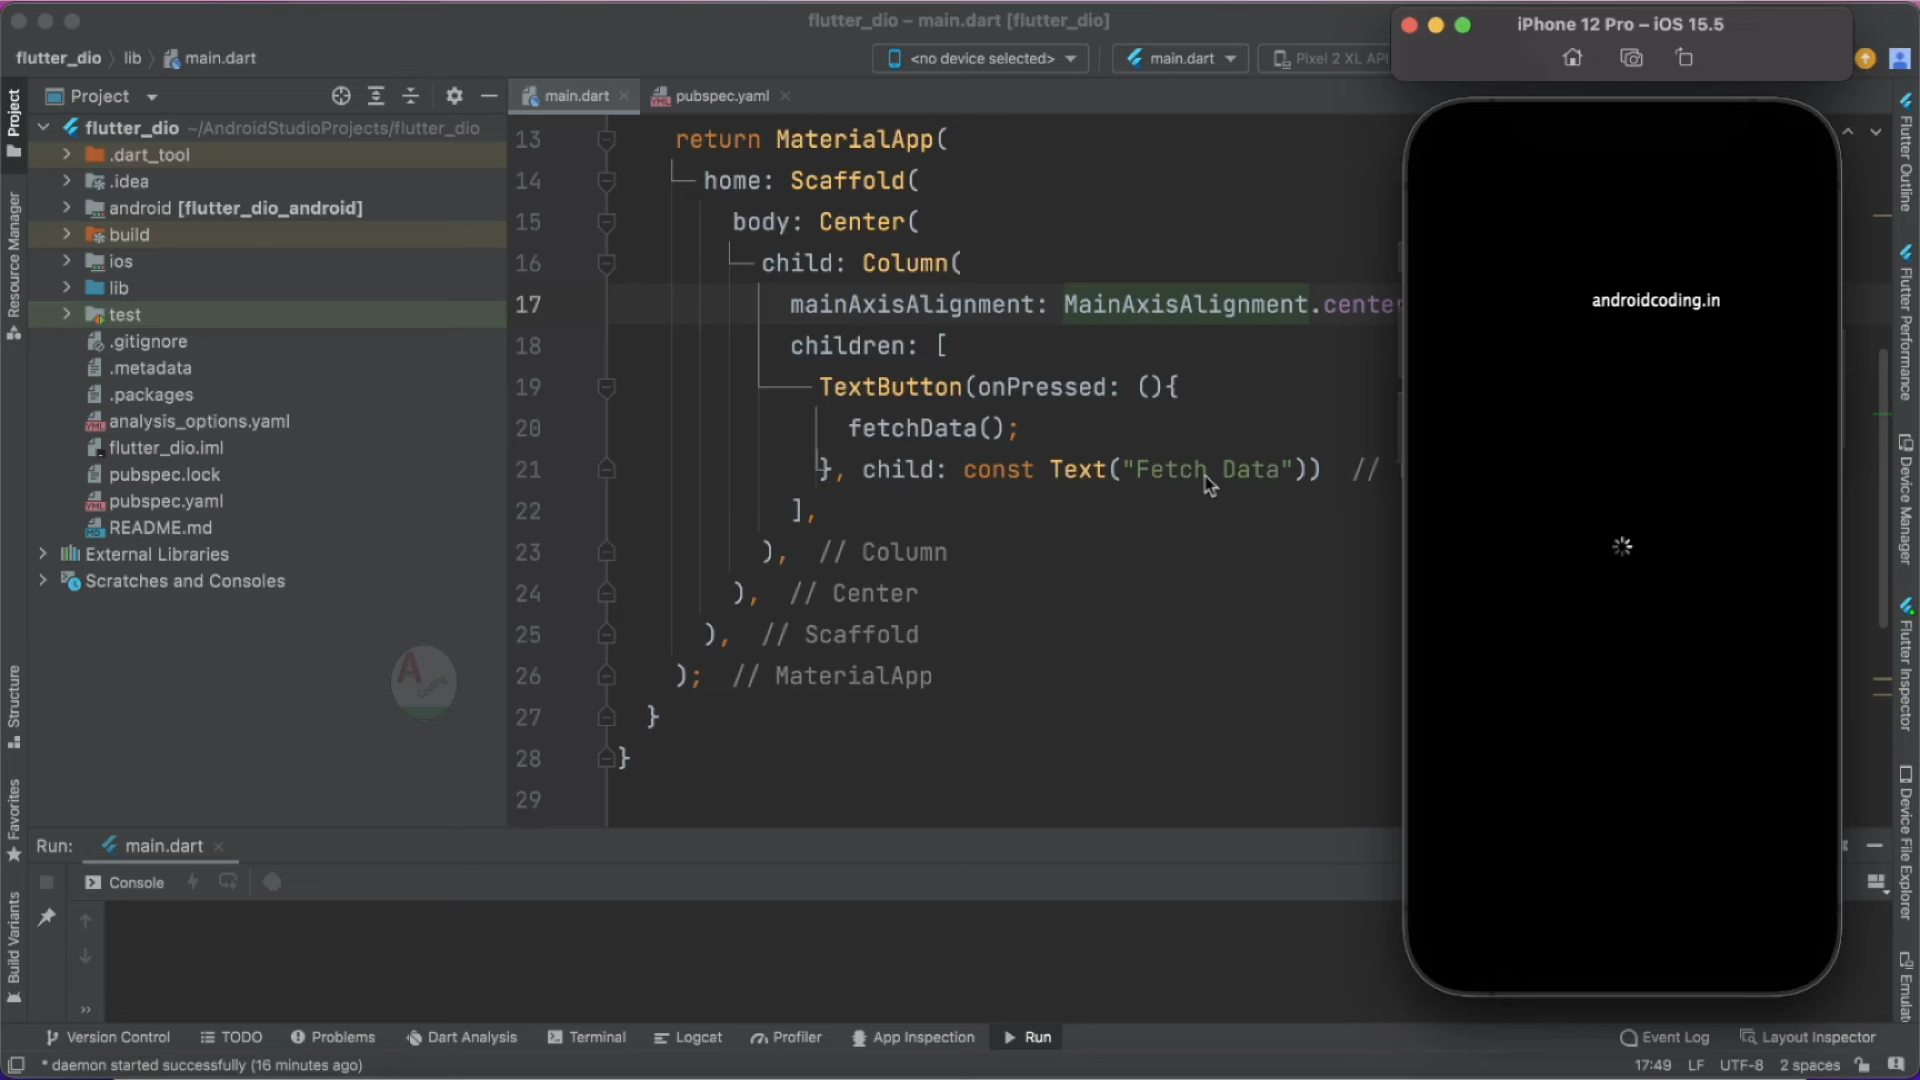 flutter_dio – main.dart [flutter_dio]
iPhone 12 Pro – iOS 15.5
flutter_dio
lib
main.dart
<no device selected>
main.dart
Pixel 2 XL API
Project
main.dart
pubspec.yaml
flutter_dio ~/AndroidStudioProjects/flutter_dio
.dart_tool
.idea
android [flutter_dio_android]
build
ios
lib
test
.gitignore
.metadata
.packages
analysis_options.yaml
flutter_dio.iml
pubspec.lock
pubspec.yaml
README.md
External Libraries
Scratches and Consoles
13 return MaterialApp(
14 home: Scaffold(
15 body: Center(
16 child: Column(
17 mainAxisAlignment: MainAxisAlignment.center
18 children: [
19 TextButton(onPressed: (){
20 fetchData();
21 }, child: const Text("Fetch Data")) //
22 ],
23 ), // Column
24 ), // Center
25 ), // Scaffold
26 ); // MaterialApp
27 }
28 }
29
androidcoding.in
A
Coding
Project
Resource Manager
Structure
Favorites
Build Variants
Flutter Outline
Flutter Performance
Device Manager
Flutter Inspector
Device File Explorer
Emulat
Run:
main.dart
Console
Version Control
TODO
Problems
Dart Analysis
Terminal
Logcat
Profiler
App Inspection
Run
Event Log
Layout Inspector
* daemon started successfully (16 minutes ago)
17:49 LF UTF-8 2 spaces